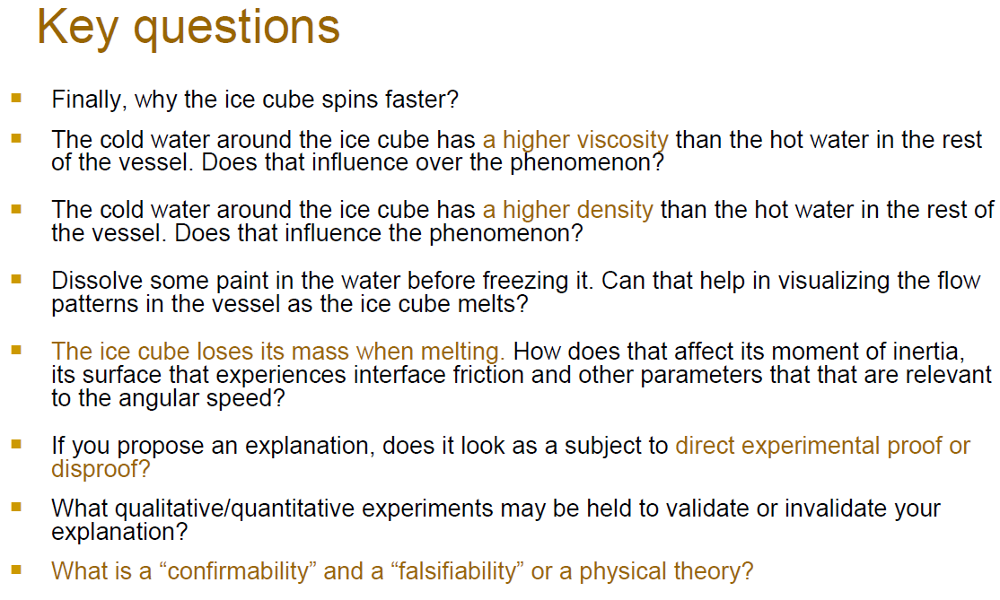 Key questions
Finally, why the ice cube spins faster?
The cold water around the ice cube has a higher viscosity than the hot water in the rest
of the vessel. Does that influence over the phenomenon?
The cold water around the ice cube has a higher density than the hot water in the rest of
the vessel. Does that influence the phenomenon?
Dissolve some paint in the water before freezing it. Can that help in visualizing the flow
patterns in the vessel as the ice cube melts?
The ice cube loses its mass when melting. How does that affect its moment of inertia,
its surface that experiences interface friction and other parameters that that are relevant
to the angular speed?
If you propose an explanation, does it look as a subject to direct experimental proof or
disproof?
What qualitative/quantitative experiments may be held to validate or invalidate your
explanation?
What is a “confirmability” and a “falsifiability” or a physical theory?